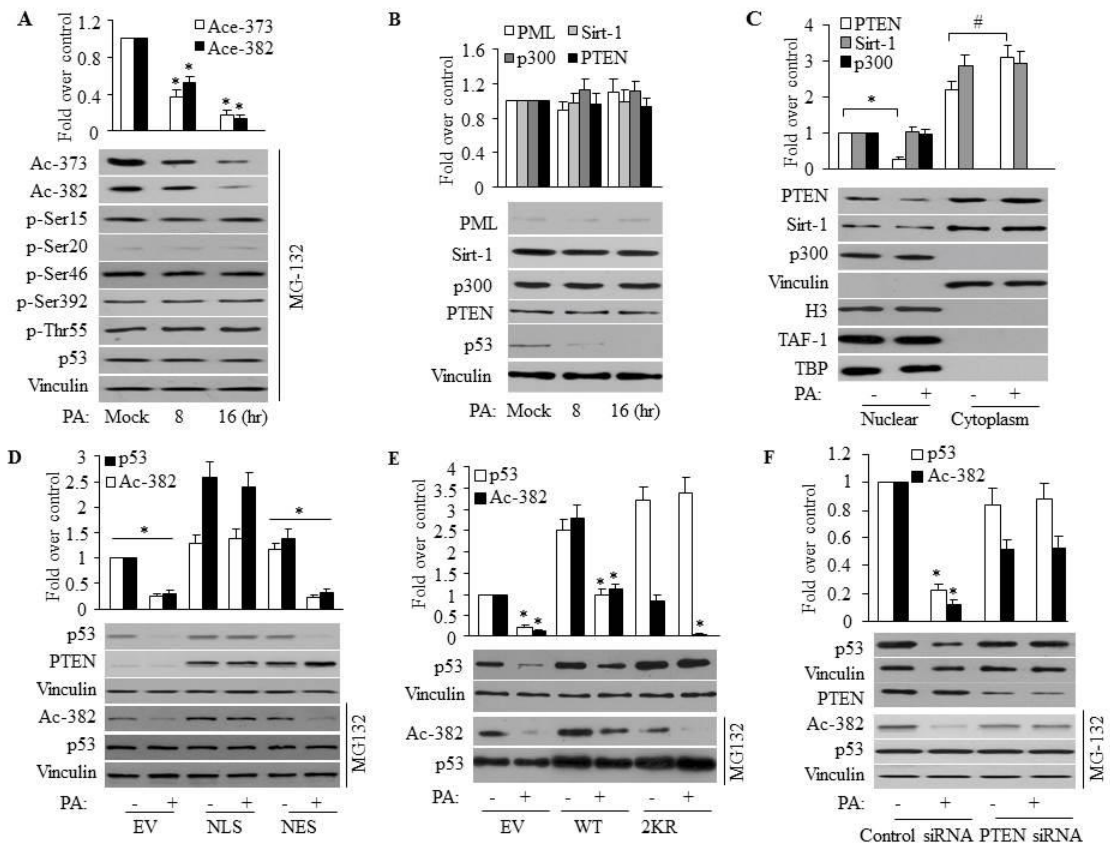 A
Fold over control
1.2
0.8
0.4
0
Ace-373
Ace-382
* * * *
Ac-373
Ac-382
p-Ser15
p-Ser20
p-Ser46
p-Ser392
p-Thr55
p53
Vinculin
MG-132
PA: Mock 8 16 (hr)
B
Fold over control
1.6
1.2
0.8
0.4
0
PML Sirt-1
p300 PTEN
PML
Sirt-1
p300
PTEN
p53
Vinculin
PA: Mock 8 16 (hr)
C
Fold over control
4
3
2
1
0
PTEN
Sirt-1
p300
* #
PTEN
Sirt-1
p300
Vinculin
H3
TAF-1
TBP
PA: - + - +
Nuclear Cytoplasm
D
Fold over control
3
2.5
2
1.5
1
0.5
0
p53
Ac-382
* *
p53
PTEN
Vinculin
Ac-382
p53
Vinculin
MG132
PA: - + - + - +
EV NLS NES
E
Fold over control
4
3.5
3
2.5
2
1.5
1
0.5
0
p53
Ac-382
* * * * *
p53
Vinculin
Ac-382
p53
MG132
PA: - + - + - +
EV WT 2KR
F
Fold over control
1.2
1
0.8
0.6
0.4
0.2
0
p53
Ac-382
* *
p53
Vinculin
PTEN
Ac-382
p53
Vinculin
MG-132
PA: - + - +
Control siRNA PTEN siRNA